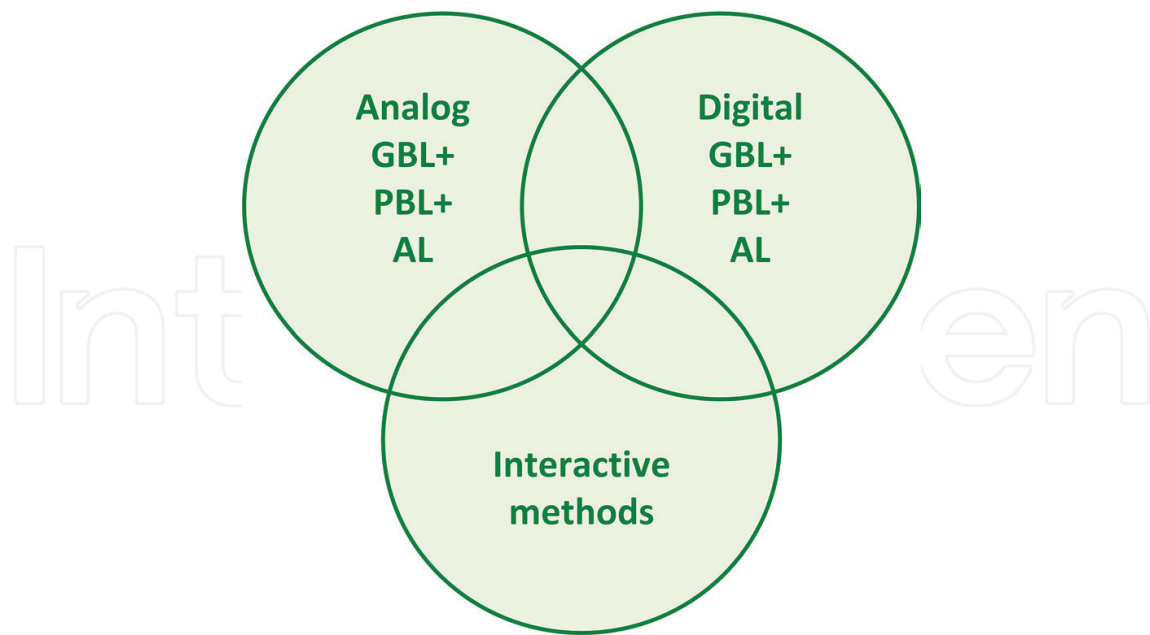 Analog
GBL+
PBL+
AL
Digital
GBL+
PBL+
AL
Interactive
methods